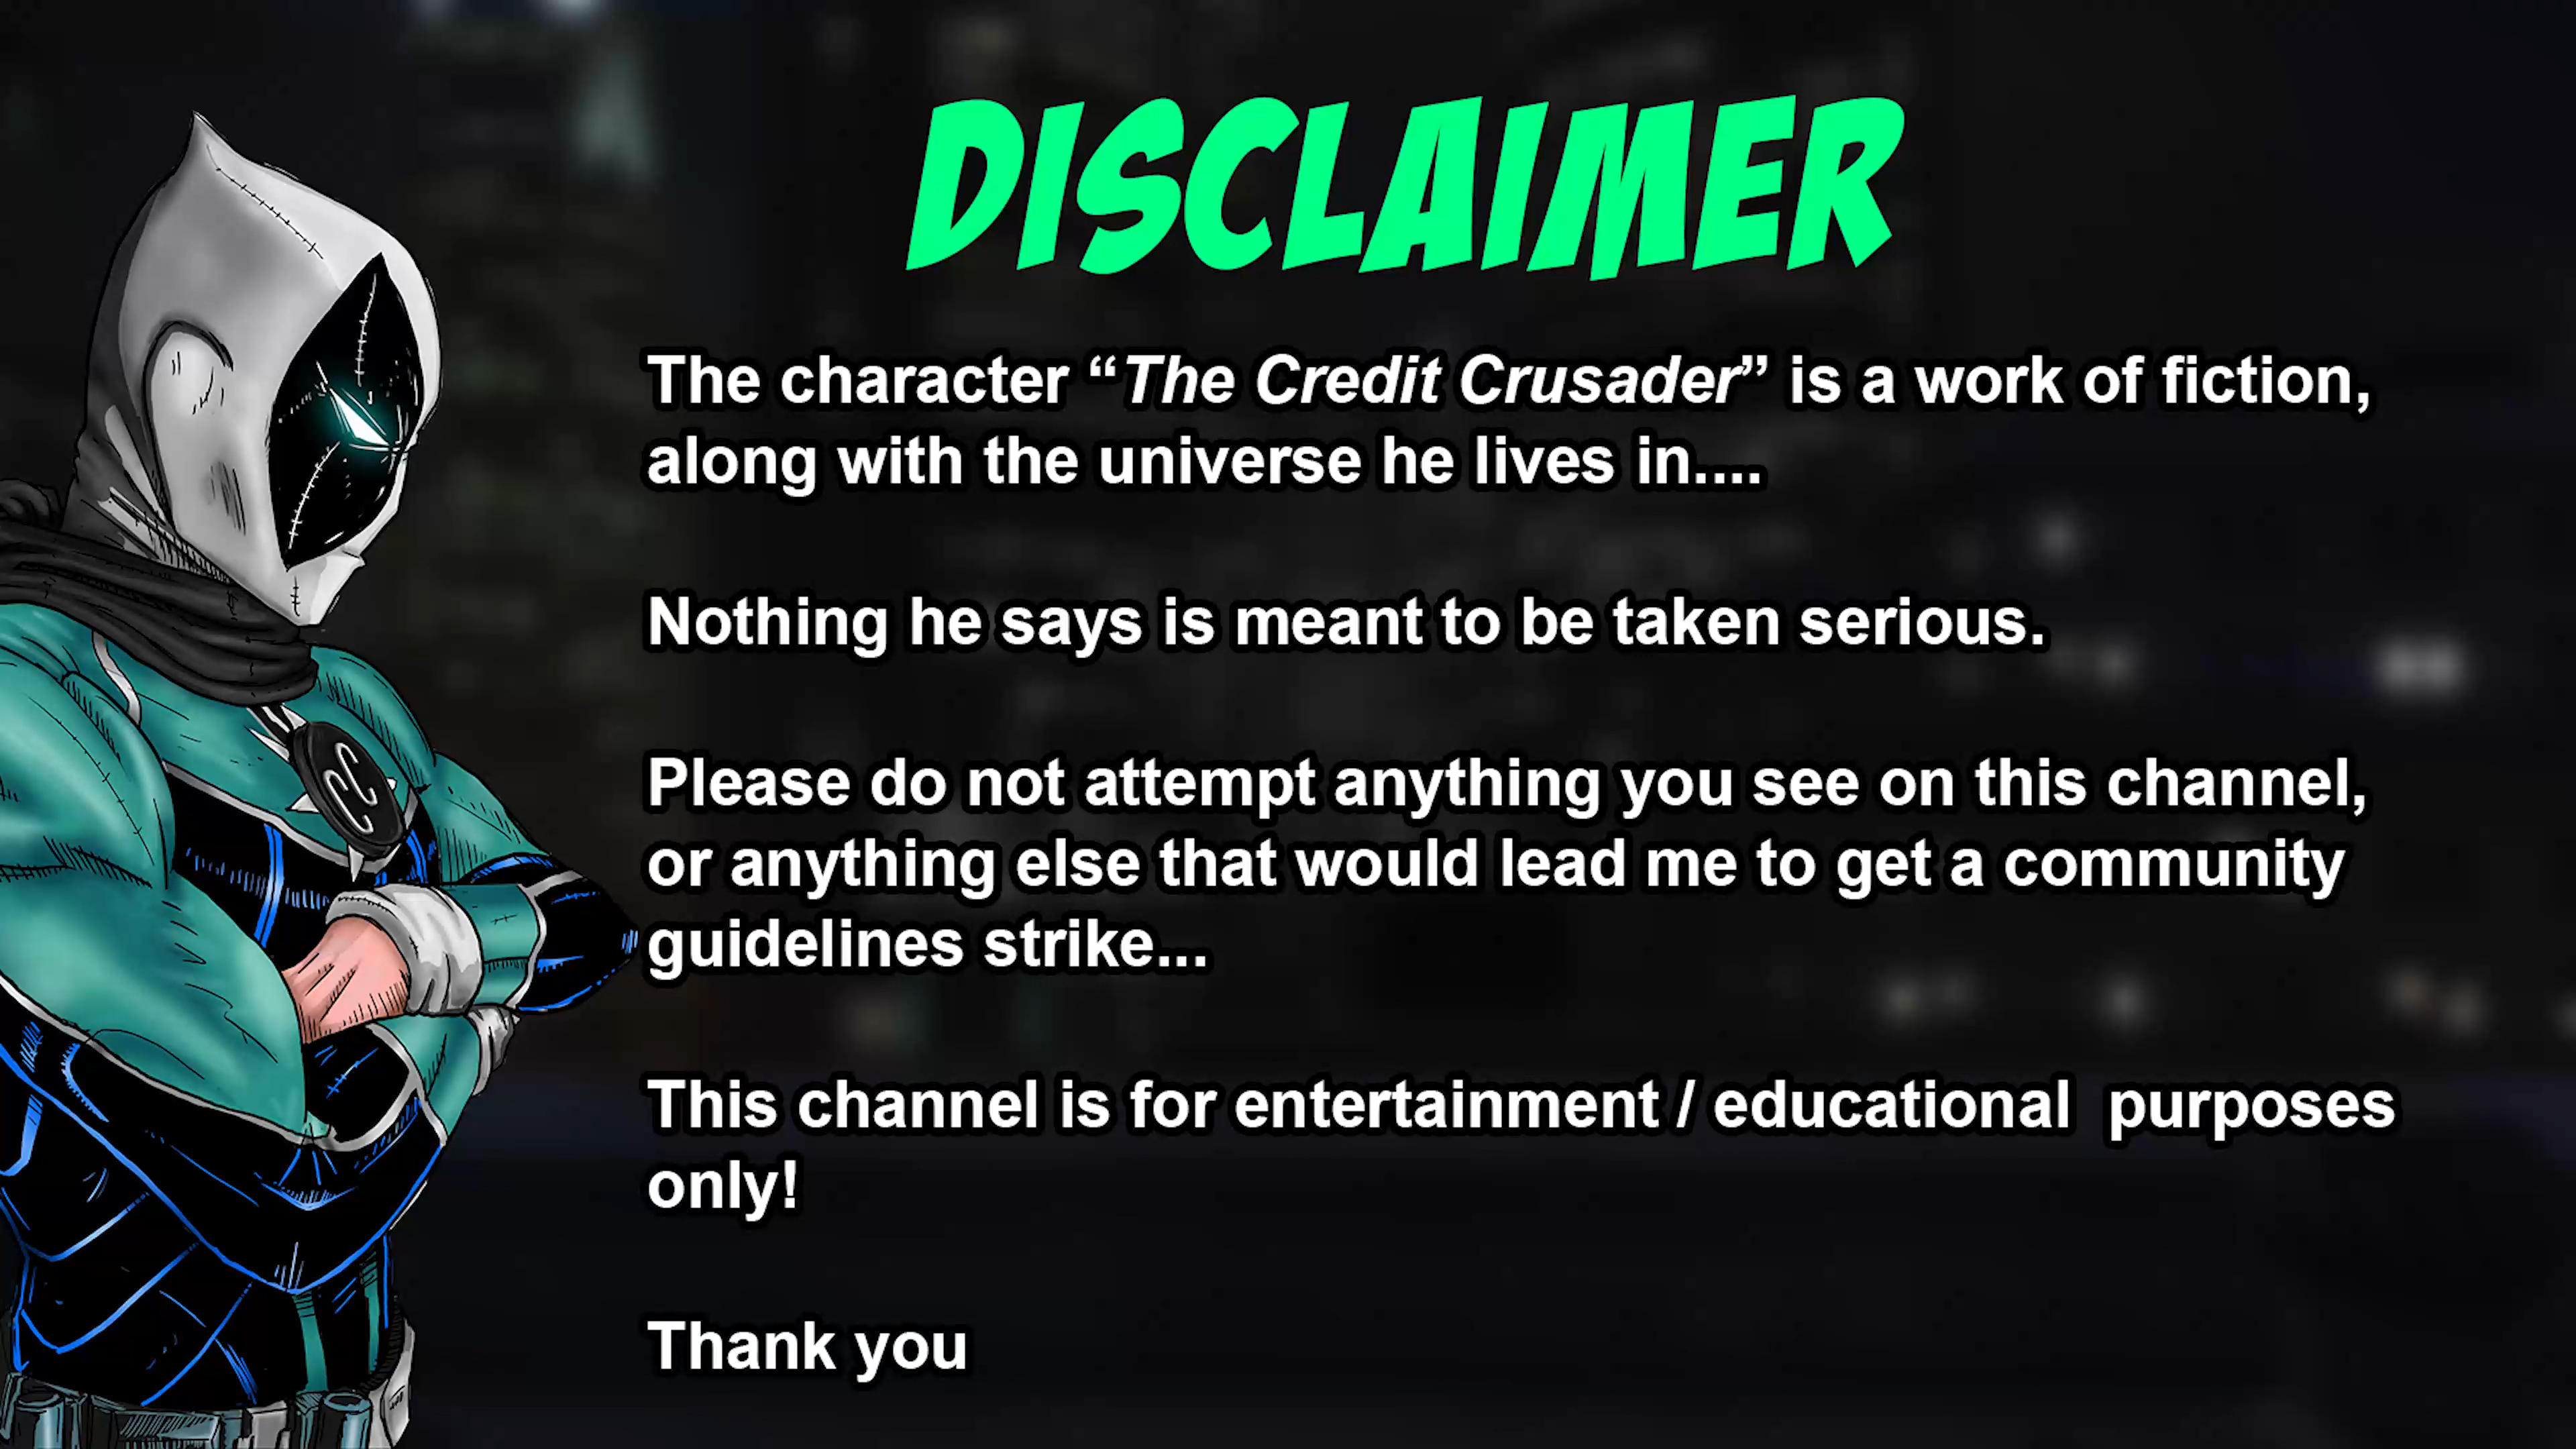 DISCLAIMER
The character “The Credit Crusader” is a work of fiction,
along with the universe he lives in....
Nothing he says is meant to be taken serious.
Please do not attempt anything you see on this channel,
or anything else that would lead me to get a community
guidelines strike...
This channel is for entertainment / educational  purposes
only!
Thank you
CC